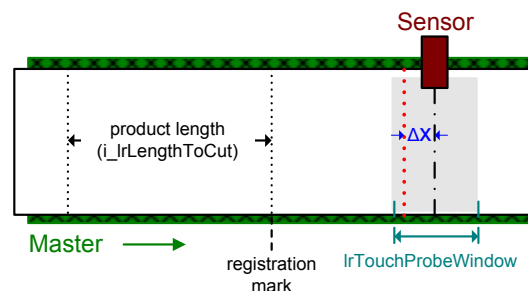 Sensor
product length
(i_lrLengthToCut)
ΔX
Master
registration
mark
lrTouchProbeWindow